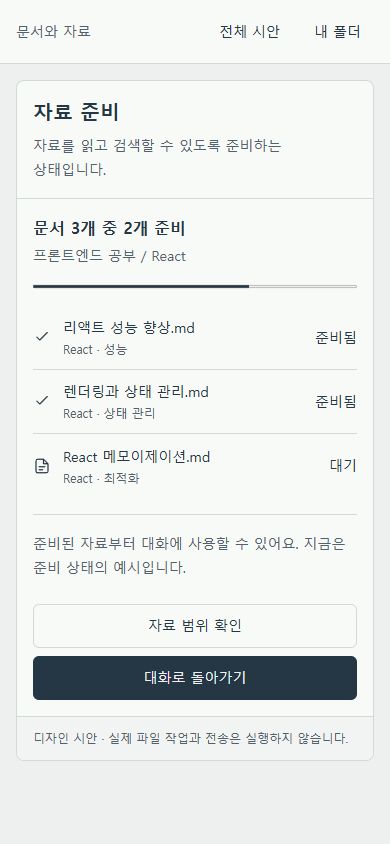 문서와 자료
전체 시안
내 폴더
자료 준비
자료를 읽고 검색할 수 있도록 준비하는
상태입니다.
문서 3개 중 2개 준비
프론트엔드 공부 / React
리액트 성능 향상.md
React · 성능
준비됨
렌더링과 상태 관리.md
React · 상태 관리
준비됨
React 메모이제이션.md
React · 최적화
대기
준비된 자료부터 대화에 사용할 수 있어요. 지금은
준비 상태의 예시입니다.
자료 범위 확인
대화로 돌아가기
디자인 시안 · 실제 파일 작업과 전송은 실행하지 않습니다.